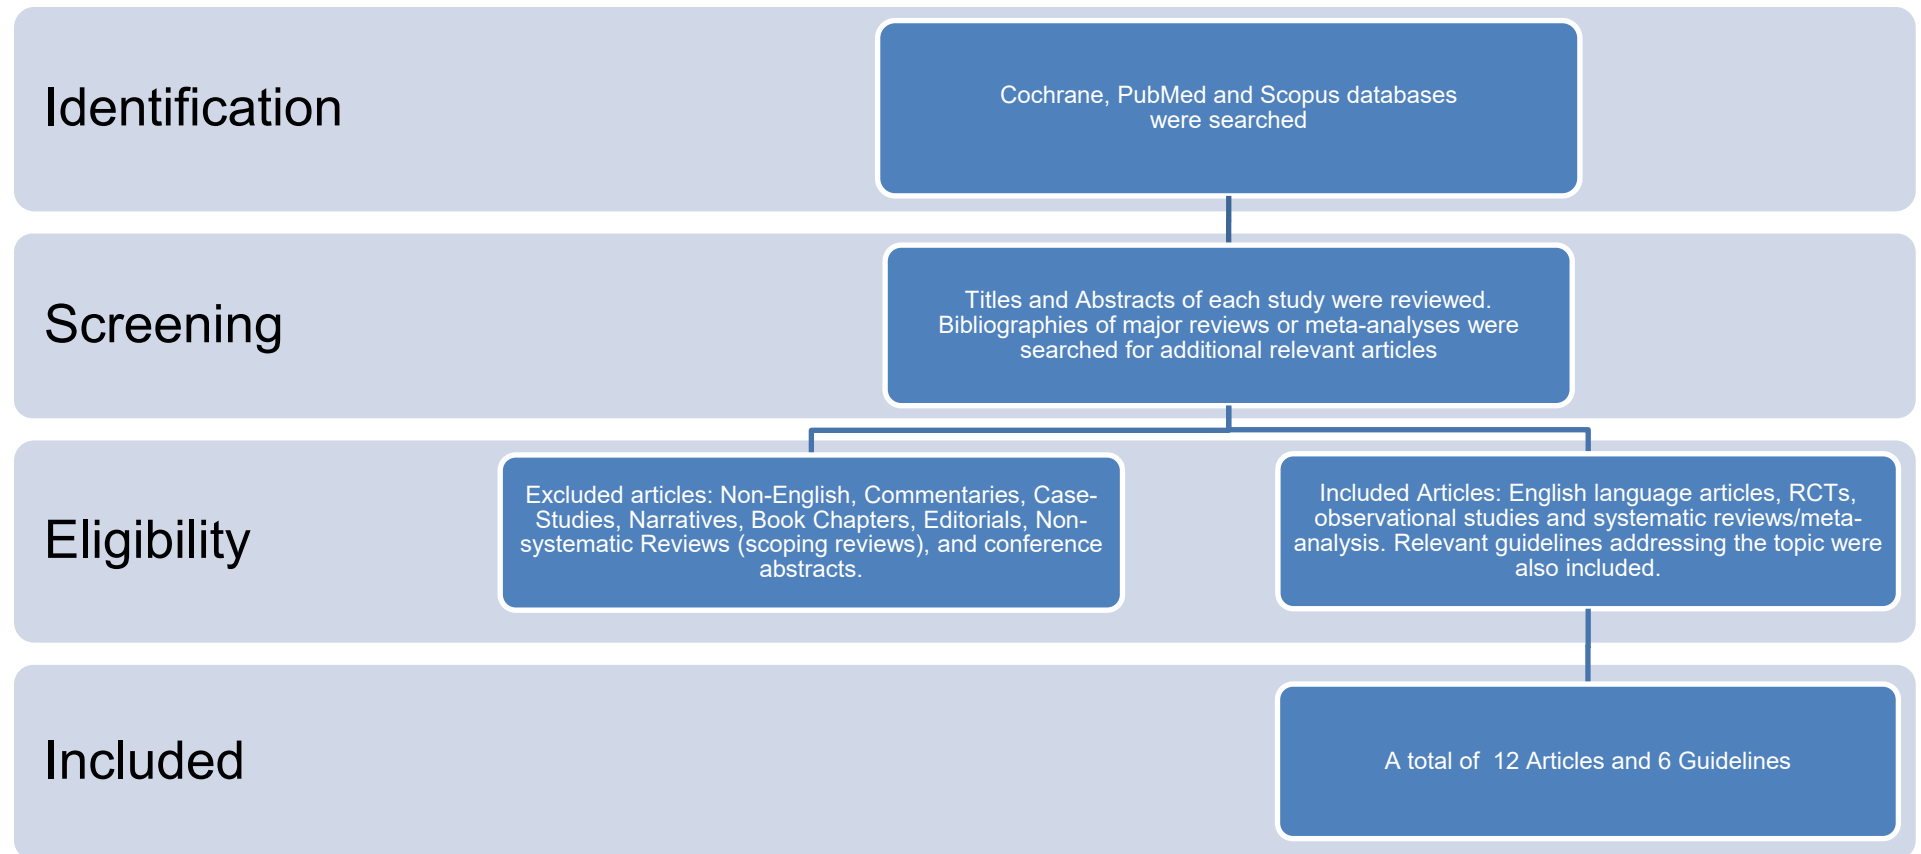 Identification
Cochrane, PubMed and Scopus databases
were searched
Screening
Titles and Abstracts of each study were reviewed.
Bibliographies of major reviews or meta-analyses were
searched for additional relevant articles
Eligibility
Excluded articles: Non-English, Commentaries, Case-
Studies, Narratives, Book Chapters, Editorials, Non-
systematic Reviews (scoping reviews), and conference
abstracts.
Included Articles: English language articles, RCTs,
observational studies and systematic reviews/meta-
analysis. Relevant guidelines addressing the topic were
also included.
Included
A total of  12 Articles and 6 Guidelines